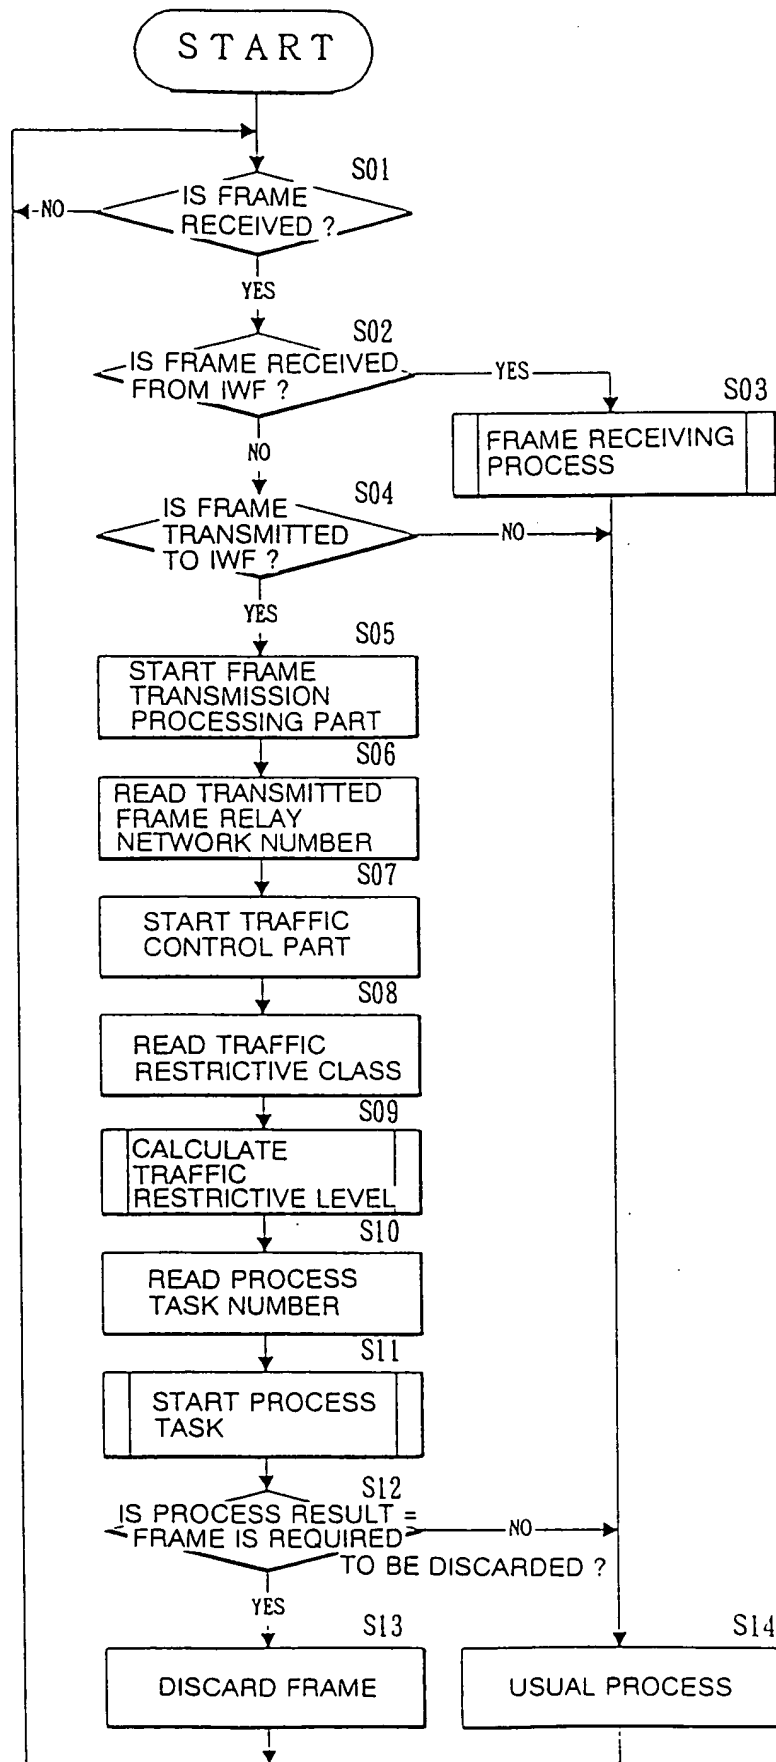 START
S01
IS FRAME
RECEIVED ?
NO
YES
S02
IS FRAME RECEIVED
FROM IWF ?
YES
S03
FRAME RECEIVING
PROCESS
NO
S04
IS FRAME
TRANSMITTED
TO IWF ?
NO
YES
S05
START FRAME
TRANSMISSION
PROCESSING PART
S06
READ TRANSMITTED
FRAME RELAY
NETWORK NUMBER
S07
START TRAFFIC
CONTROL PART
S08
READ TRAFFIC
RESTRICTIVE CLASS
S09
CALCULATE
TRAFFIC
RESTRICTIVE LEVEL
S10
READ PROCESS
TASK NUMBER
S11
START PROCESS
TASK
S12
IS PROCESS RESULT =
FRAME IS REQUIRED
TO BE DISCARDED ?
NO
YES
S13
DISCARD FRAME
S14
USUAL PROCESS